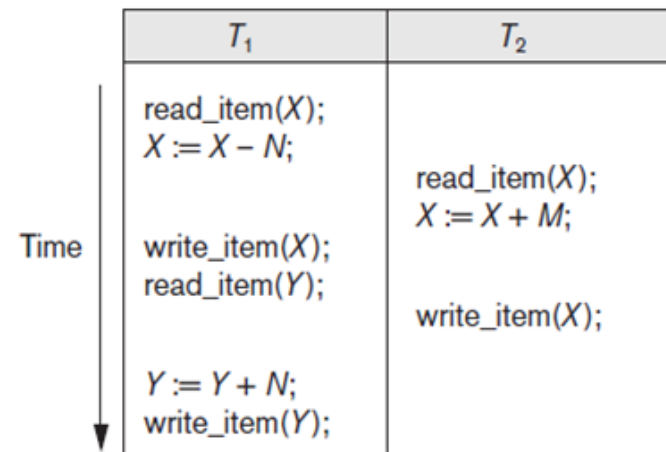 T₁ T₂
read_item(X);
X := X – N;
read_item(X);
X := X + M;
Time
write_item(X);
read_item(Y);
write_item(X);
Y := Y + N;
write_item(Y);